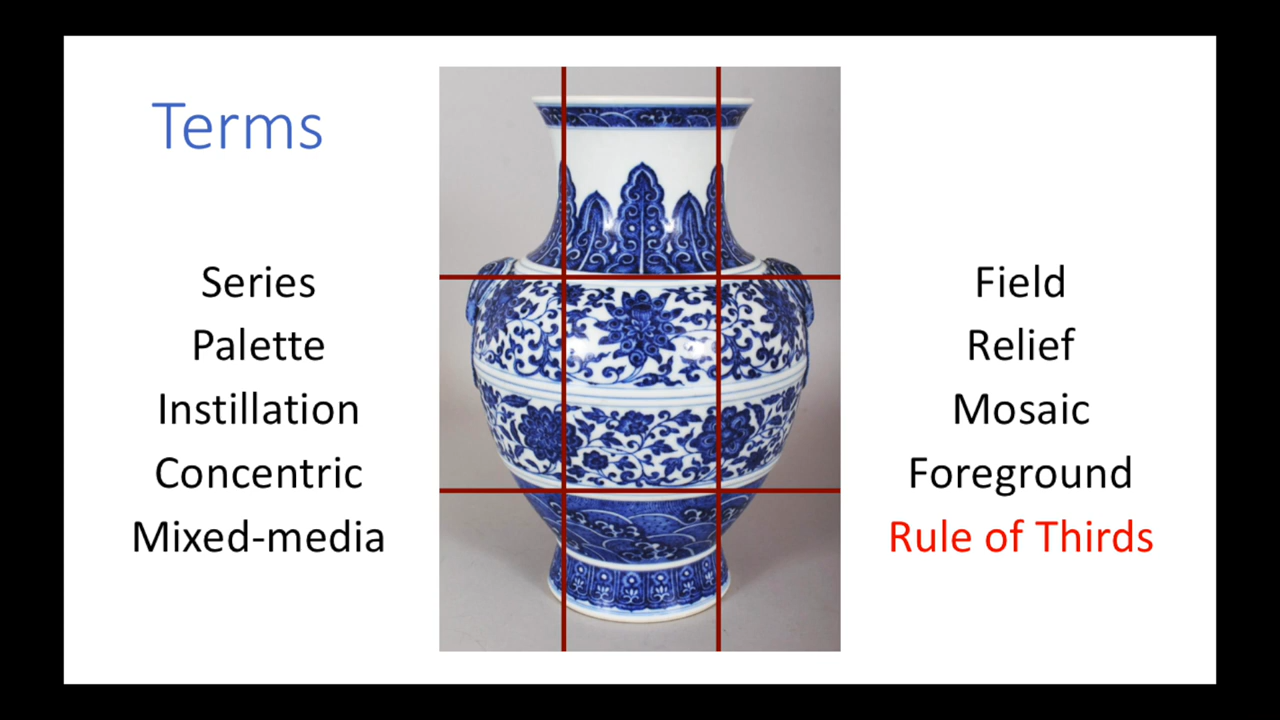 Terms
Series
Palette
Instillation
Concentric
Mixed-media
Field
Relief
Mosaic
Foreground
Rule of Thirds